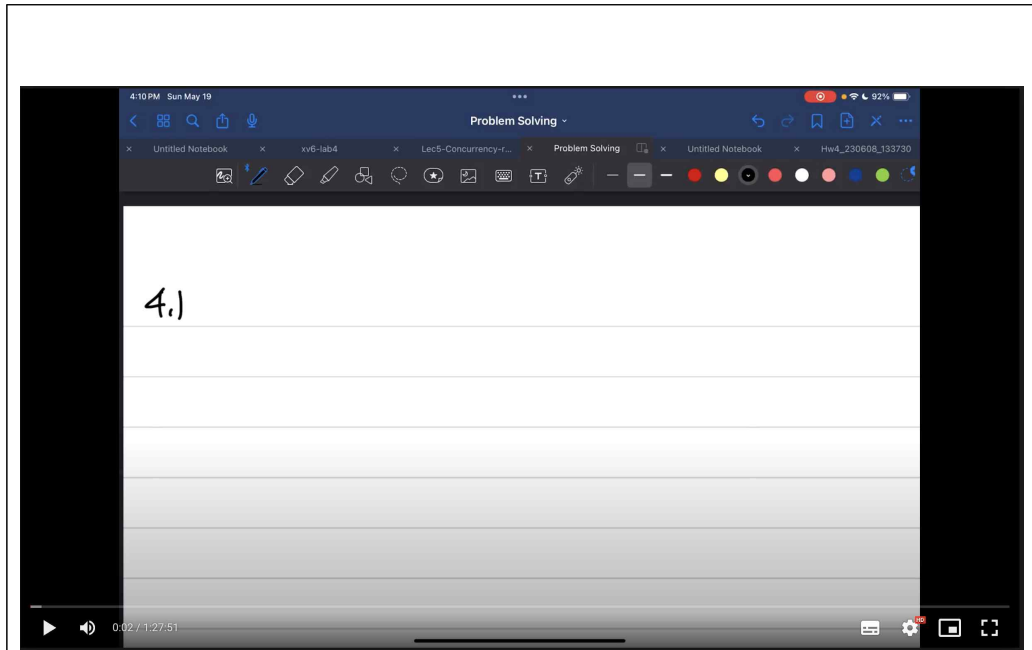 4:10 PM Sun May 19
92%
Problem Solving
Untitled Notebook
xv6-lab4
Lec5-Concurrency-r...
Problem Solving
Untitled Notebook
Hw4_230608_133730
T
4.1
0:02 / 1:27:51
HD